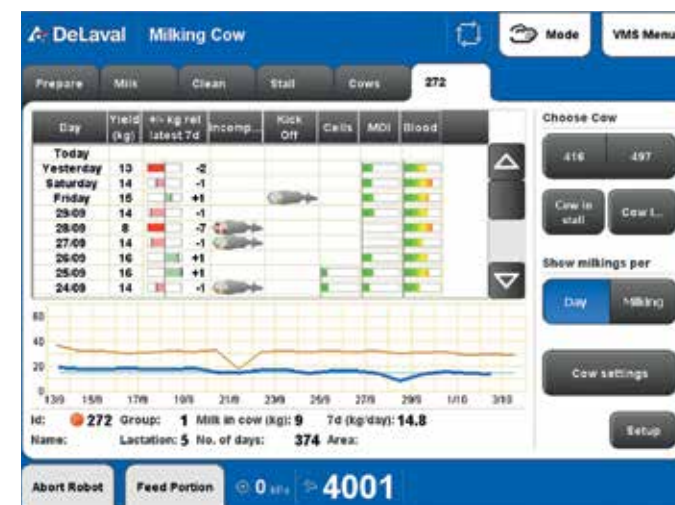 DeLaval Milking Cow Mode VMS Menu
Prepare Milk Clean Stall Cows 272
Day Yield (kg) +/- kg rel latest 7d Incomp... Kick Off Cells MDI Blood
Today
Yesterday 13 -2
Saturday 14 -1
Friday 15 +1
29/09 14 -1
28/09 8 -7
27/09 14 -1
26/09 16 +1
25/09 16 +1
24/09 14 -1
Choose Cow
416 497
Cow in stall Cow l...
Show milkings per
Day Milking
Cow settings
Setup
60
40
20
0
13/9 15/9 17/9 19/9 21/9 23/9 25/9 27/9 29/9 1/10 3/10
Id: 272 Group: 1 Milk in cow (kg): 9 7d (kg/day): 14.8
Name: Lactation: 5 No. of days: 374 Area:
Abort Robot Feed Portion 0 kPa 4001